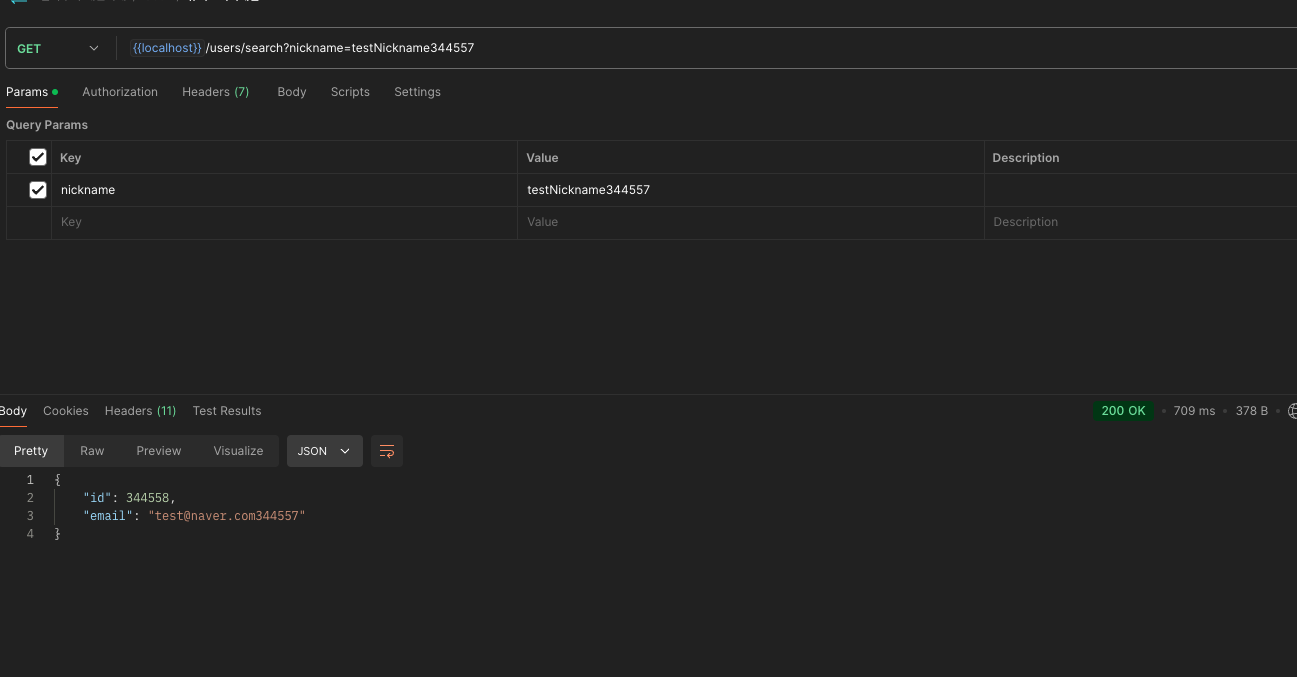 GET {{localhost}} /users/search?nickname=testNickname344557
Params Authorization Headers (7) Body Scripts Settings
Query Params
Key Value Description
nickname testNickname344557
Key Value Description
Body Cookies Headers (11) Test Results 200 OK • 709 ms • 378 B •
Pretty Raw Preview Visualize JSON
1 {
2 "id": 344558,
3 "email": "test@naver.com344557"
4 }